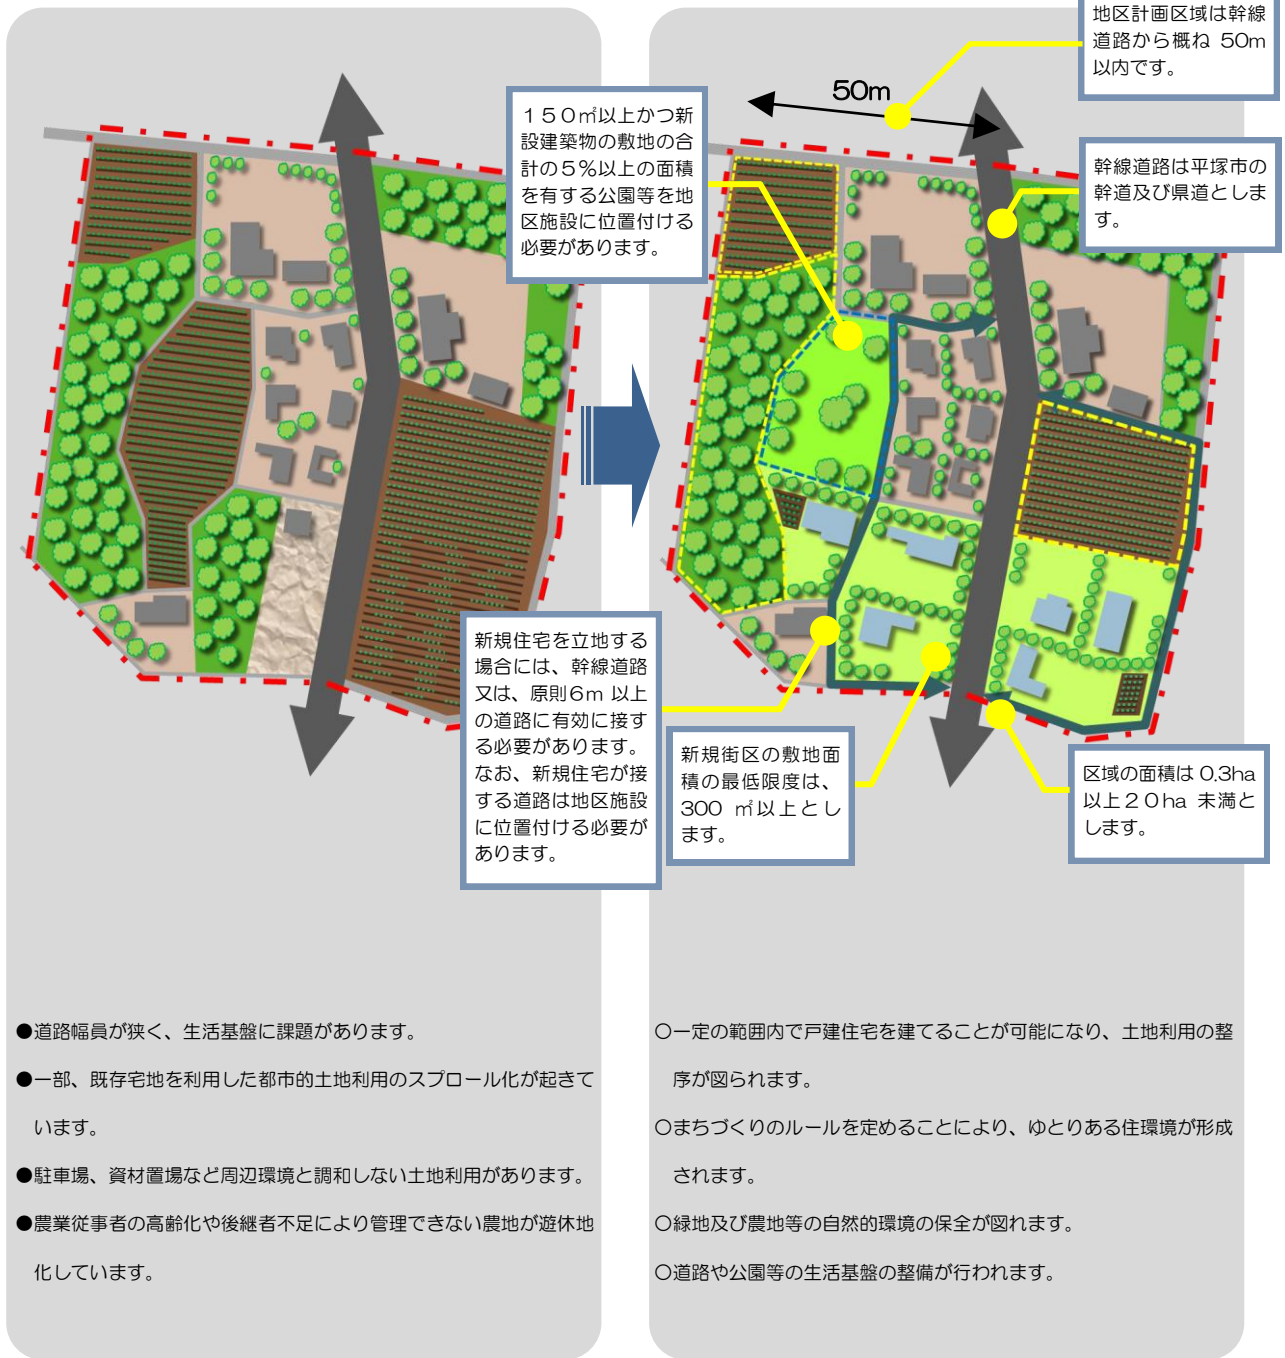 地区計画区域は幹線
道路から概ね 50m
以内です。
50m
150㎡以上かつ新
設建築物の敷地の合
計の5%以上の面積
を有する公園等を地
区施設に位置付ける
必要があります。
幹線道路は平塚市の
幹道及び県道としま
す。
新規住宅を立地する
場合には、幹線道路
又は、原則6m 以上
の道路に有効に接す
る必要があります。
なお、新規住宅が接
する道路は地区施設
に位置付ける必要が
あります。
新規街区の敷地面
積の最低限度は、
300 ㎡以上とし
ます。
区域の面積は 0.3ha
以上20ha 未満と
します。
●道路幅員が狭く、生活基盤に課題があります。
●一部、既存宅地を利用した都市的土地利用のスプロール化が起きて
います。
●駐車場、資材置場など周辺環境と調和しない土地利用があります。
●農業従事者の高齢化や後継者不足により管理できない農地が遊休地
化しています。
○一定の範囲内で戸建住宅を建てることが可能になり、土地利用の整
序が図られます。
○まちづくりのルールを定めることにより、ゆとりある住環境が形成
されます。
○緑地及び農地等の自然的環境の保全が図れます。
○道路や公園等の生活基盤の整備が行われます。